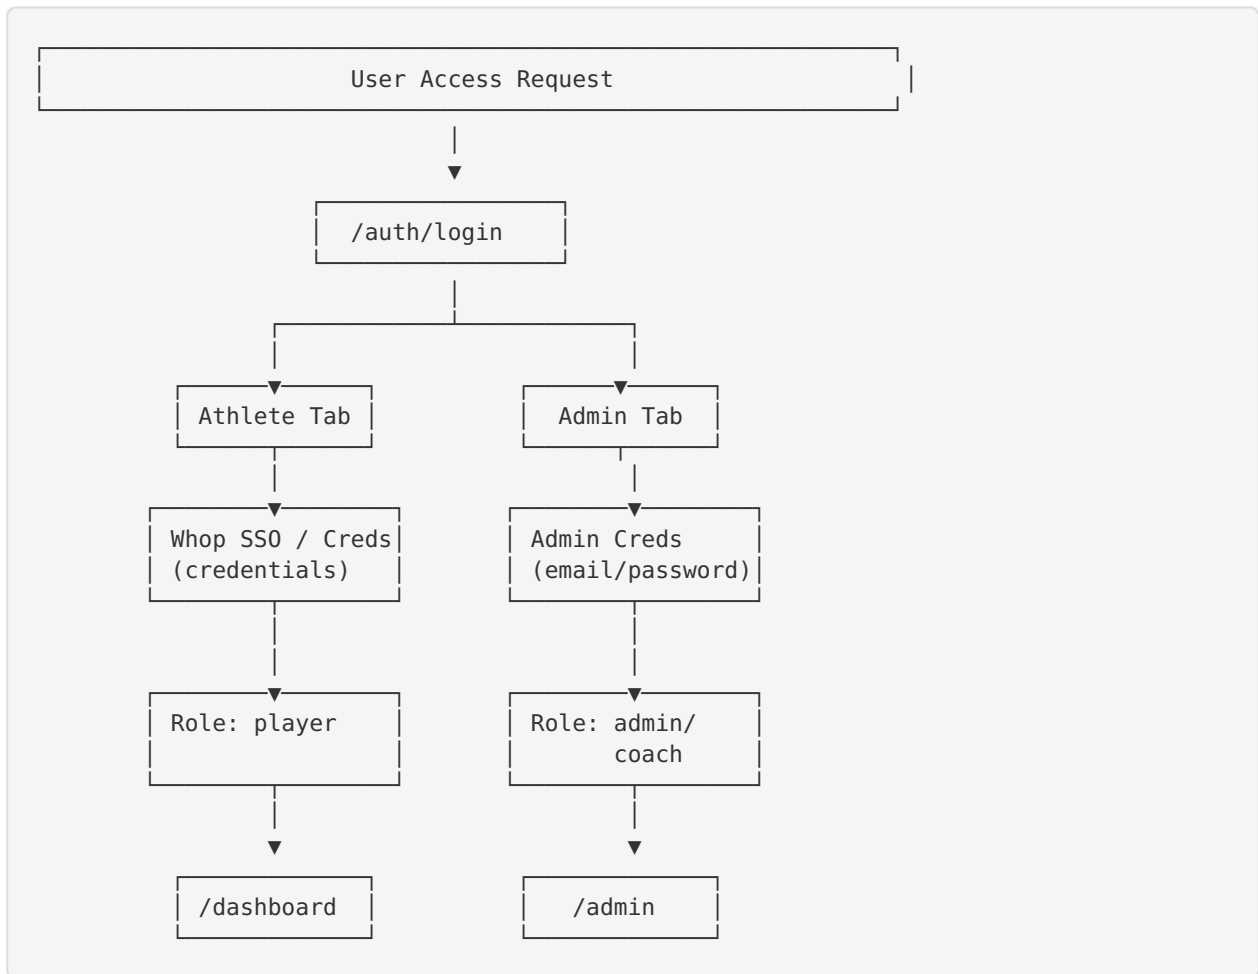 User Access Request
/auth/login
Athlete Tab
Admin Tab
Whop SSO / Creds
(credentials)
Admin Creds
(email/password)
Role: player
Role: admin/
coach
/dashboard
/admin